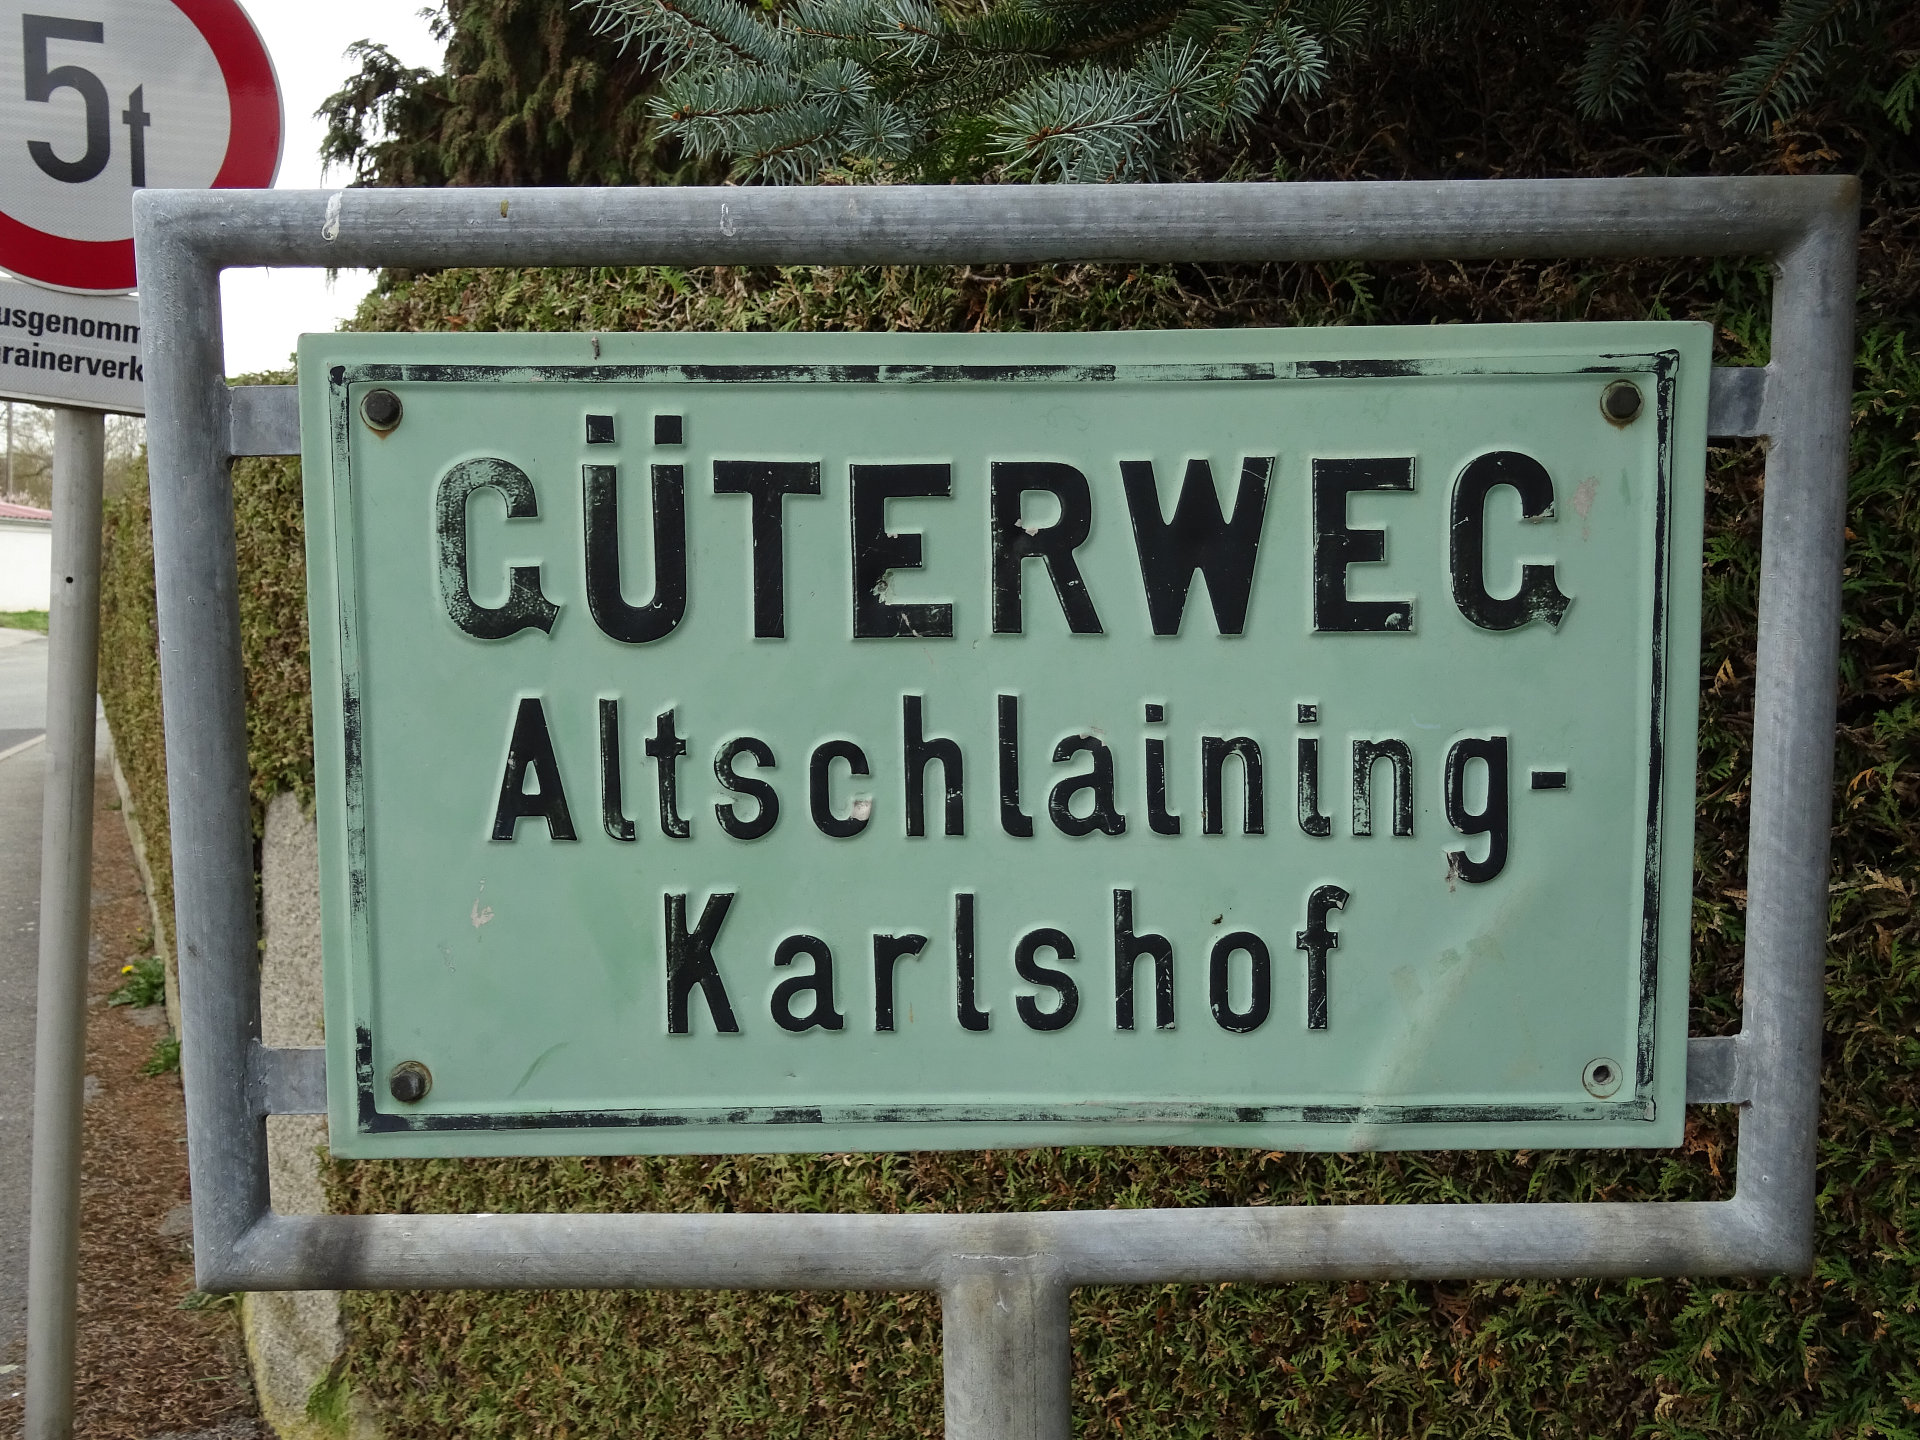 5t
GÜTERWEG
Altschlaining-
Karlshof